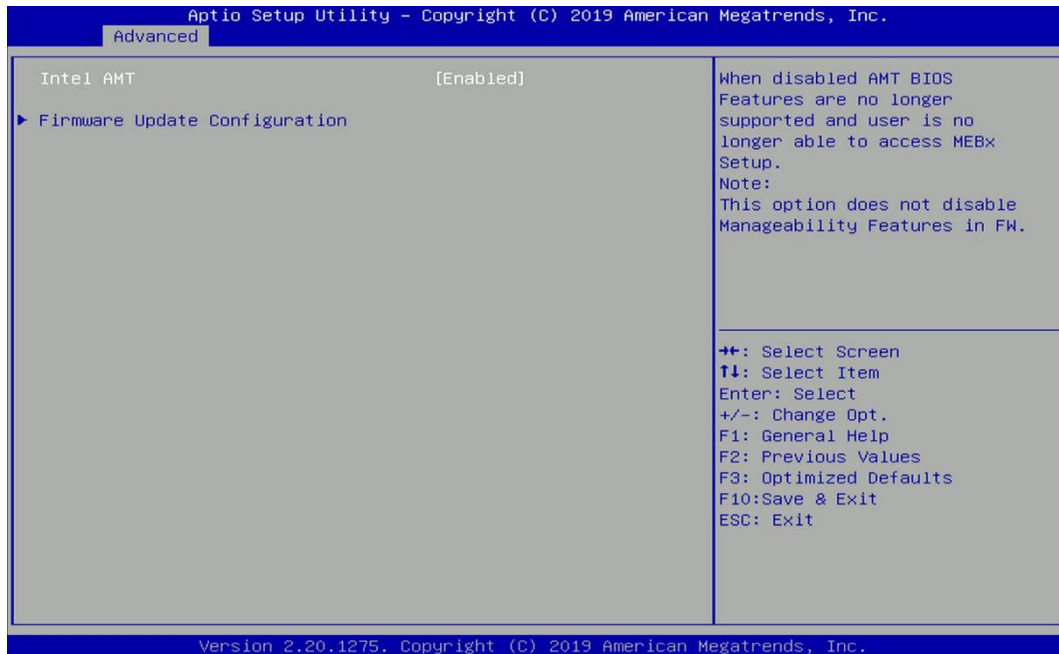 Aptio Setup Utility – Copyright (C) 2019 American Megatrends, Inc.
Advanced
Intel AMT [Enabled]
▶ Firmware Update Configuration
When disabled AMT BIOS
Features are no longer
supported and user is no
longer able to access MEBx
Setup.
Note:
This option does not disable
Manageability Features in FW.
→←: Select Screen
↑↓: Select Item
Enter: Select
+/-: Change Opt.
F1: General Help
F2: Previous Values
F3: Optimized Defaults
F10:Save & Exit
ESC: Exit
Version 2.20.1275. Copyright (C) 2019 American Megatrends, Inc.